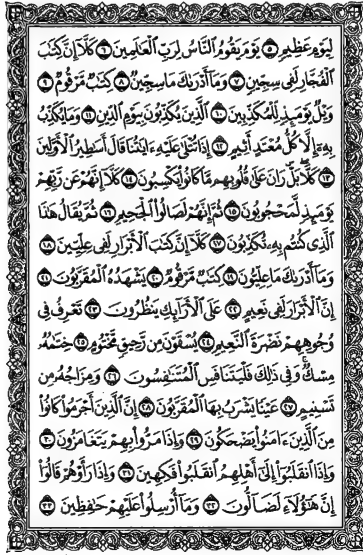 لِيَوْمٍ عَظِيمٍ ٥ يَوْمَ يَقُومُ النَّاسُ لِرَبِّ الْعَالَمِينَ ٦ كَلَّا إِنَّ كِتَابَ
الْفُجَّارِ لَفِي سِجِّينٍ ٧ وَمَا أَدْرَاكَ مَا سِجِّينٌ ٨ كِتَابٌ مَّرْقُومٌ ٩
وَيْلٌ يَوْمَئِذٍ لِّلْمُكَذِّبِينَ ١٠ الَّذِينَ يُكَذِّبُونَ بِيَوْمِ الدِّينِ ١١ وَمَا يُكَذِّبُ
بِهِ إِلَّا كُلُّ مُعْتَدٍ أَثِيمٍ ١٢ إِذَا تُتْلَى عَلَيْهِ آيَاتُنَا قَالَ أَسَاطِيرُ الْأَوَّلِينَ
١٣ كَلَّا بَلْ رَانَ عَلَى قُلُوبِهِم مَّا كَانُوا يَكْسِبُونَ ١٤ كَلَّا إِنَّهُمْ عَن رَّبِّهِمْ
يَوْمَئِذٍ لَّمَحْجُوبُونَ ١٥ ثُمَّ إِنَّهُمْ لَصَالُو الْجَحِيمِ ١٦ ثُمَّ يُقَالُ هَذَا
الَّذِي كُنتُم بِهِ تُكَذِّبُونَ ١٧ كَلَّا إِنَّ كِتَابَ الْأَبْرَارِ لَفِي عِلِّيِّينَ ١٨
وَمَا أَدْرَاكَ مَا عِلِّيُّونَ ١٩ كِتَابٌ مَّرْقُومٌ ٢٠ يَشْهَدُهُ الْمُقَرَّبُونَ ٢١
إِنَّ الْأَبْرَارَ لَفِي نَعِيمٍ ٢٢ عَلَى الْأَرَائِكِ يَنظُرُونَ ٢٣ تَعْرِفُ فِي
وُجُوهِهِمْ نَضْرَةَ النَّعِيمِ ٢٤ يُسْقَوْنَ مِن رَّحِيقٍ مَّخْتُومٍ ٢٥ خِتَامُهُ
مِسْكٌ وَفِي ذَلِكَ فَلْيَتَنَافَسِ الْمُتَنَافِسُونَ ٢٦ وَمِزَاجُهُ مِن
تَسْنِيمٍ ٢٧ عَيْنًا يَشْرَبُ بِهَا الْمُقَرَّبُونَ ٢٨ إِنَّ الَّذِينَ أَجْرَمُوا كَانُوا
مِنَ الَّذِينَ آمَنُوا يَضْحَكُونَ ٢٩ وَإِذَا مَرُّوا بِهِمْ يَتَغَامَزُونَ ٣٠
وَإِذَا انقَلَبُوا إِلَى أَهْلِهِمُ انقَلَبُوا فَكِهِينَ ٣١ وَإِذَا رَأَوْهُمْ قَالُوا
إِنَّ هَؤُلَاءِ لَضَالُّونَ ٣٢ وَمَا أُرْسِلُوا عَلَيْهِمْ حَافِظِينَ ٣٣